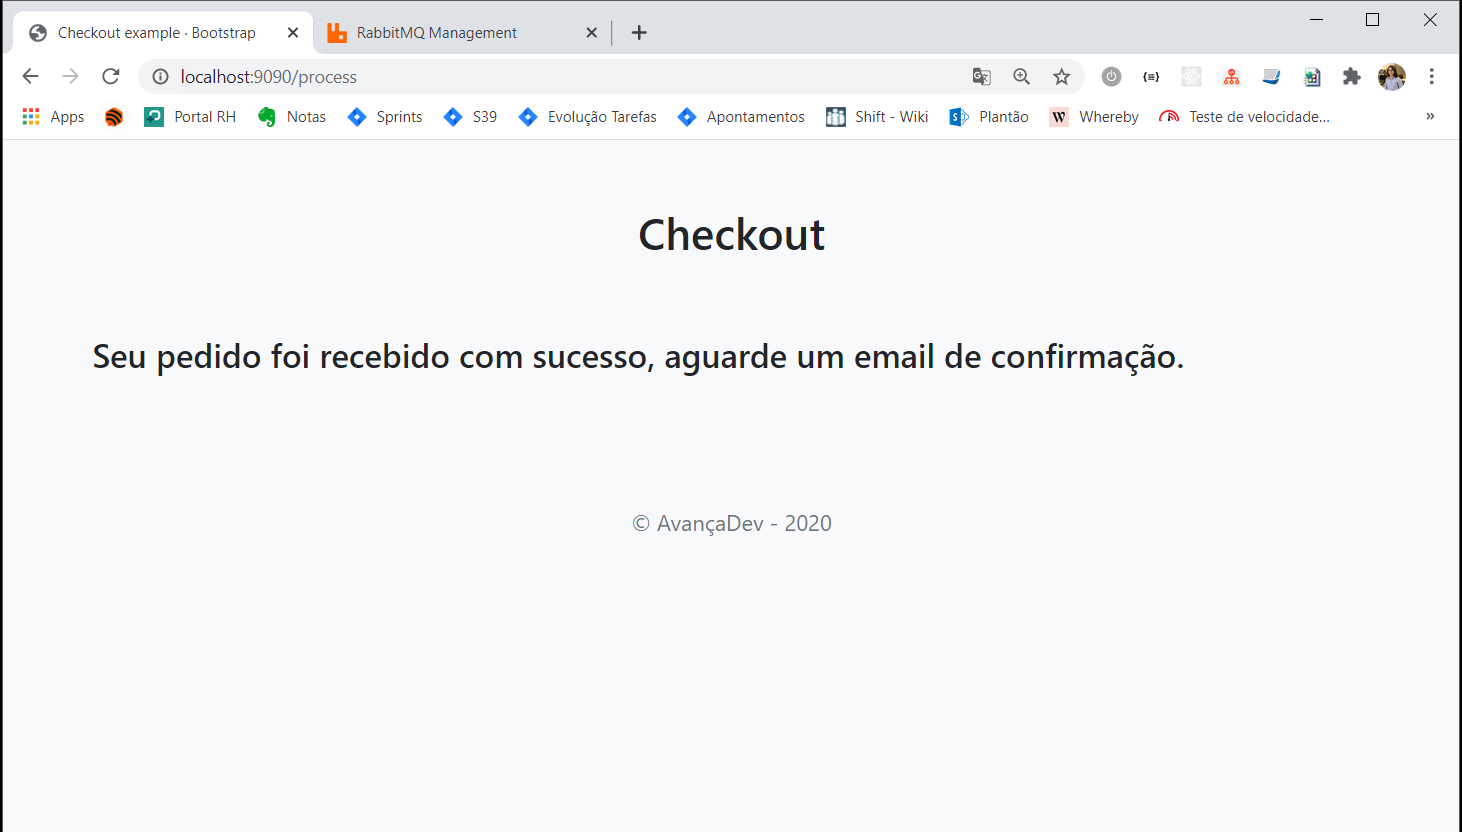 Checkout example · Bootstrap
RabbitMQ Management
localhost:9090/process
Apps Portal RH Notas Sprints S39 Evolução Tarefas Apontamentos Shift - Wiki Plantão Whereby Teste de velocidade... »
Checkout
Seu pedido foi recebido com sucesso, aguarde um email de confirmação.
© AvançaDev - 2020